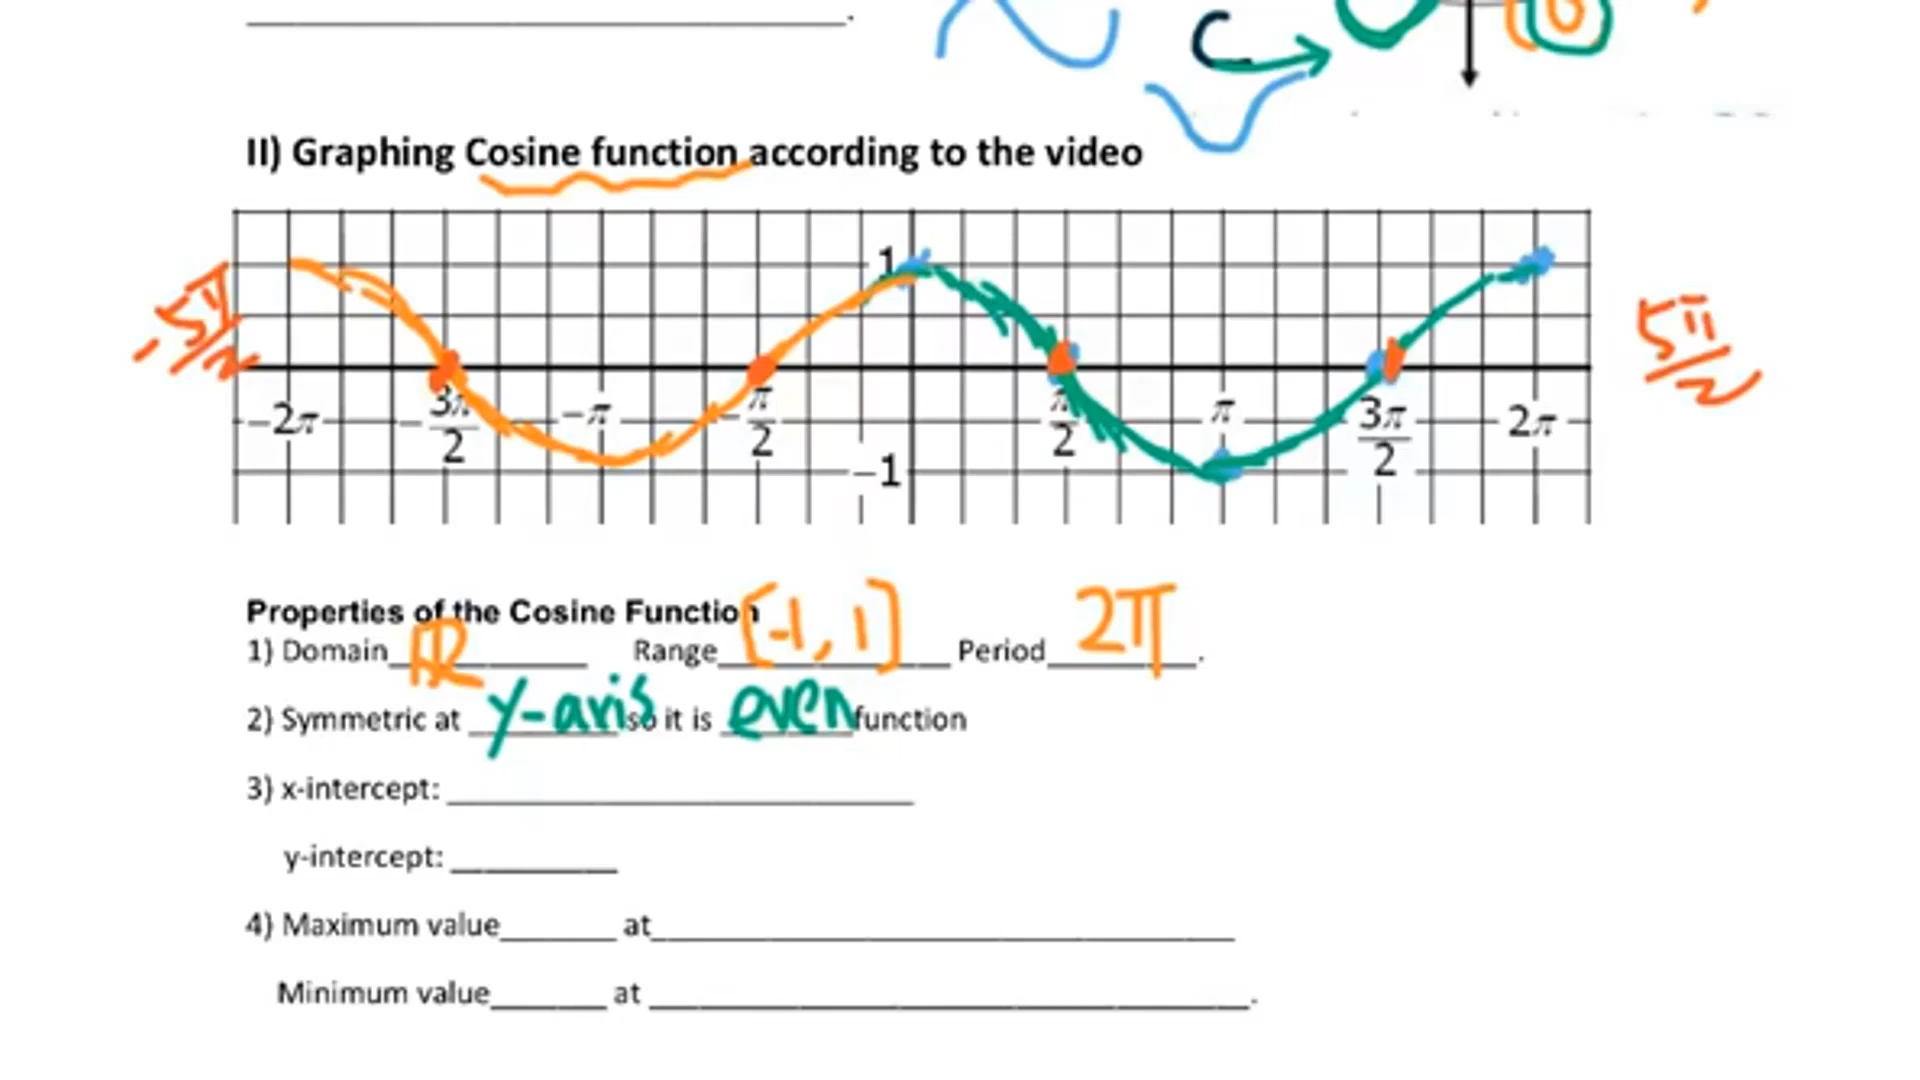 C
II) Graphing Cosine function according to the video
1
-5π/2
5π/2
-2π -3π/2 -π -π/2 π/2 π 3π/2 2π
-1
Properties of the Cosine Function
1) Domain ℝ Range [-1, 1] Period 2π.
2) Symmetric at y-axis so it is even function
3) x-intercept:
y-intercept:
4) Maximum value at
Minimum value at .